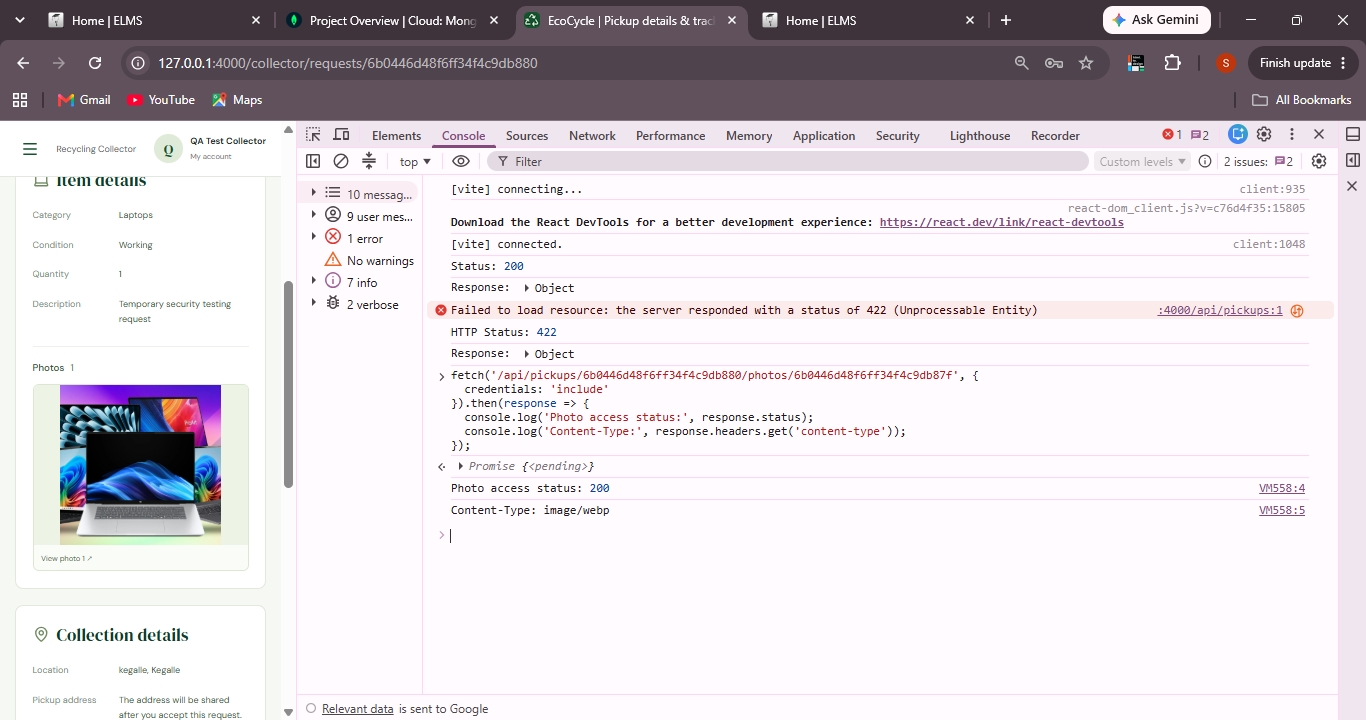 Home | ELMS
Project Overview | Cloud: Mong
EcoCycle | Pickup details & trac
Home | ELMS
Ask Gemini
127.0.0.1:4000/collector/requests/6b0446d48f6ff34f4c9db880
S
Finish update
Gmail
YouTube
Maps
All Bookmarks
Recycling Collector
Q
QA Test Collector
My account
Item details
Category
Laptops
Condition
Working
Quantity
1
Description
Temporary security testing
request
Photos 1
View photo 1 ↗
Collection details
Location
kegalle, Kegalle
Pickup address
The address will be shared
after you accept this request.
Elements
Console
Sources
Network
Performance
Memory
Application
Security
Lighthouse
Recorder
1
2
top
Filter
Custom levels
2 issues:
2
10 messag...
9 user mes...
1 error
No warnings
7 info
2 verbose
[vite] connecting...
client:935
react-dom_client.js?v=c76d4f35:15805
Download the React DevTools for a better development experience: https://react.dev/link/react-devtools
[vite] connected.
client:1048
Status: 200
Response: Object
Failed to load resource: the server responded with a status of 422 (Unprocessable Entity)
:4000/api/pickups:1
HTTP Status: 422
Response: Object
fetch('/api/pickups/6b0446d48f6ff34f4c9db880/photos/6b0446d48f6ff34f4c9db87f', {
credentials: 'include'
}).then(response => {
console.log('Photo access status:', response.status);
console.log('Content-Type:', response.headers.get('content-type'));
});
Promise {<pending>}
Photo access status: 200
VM558:4
Content-Type: image/webp
VM558:5
Relevant data is sent to Google